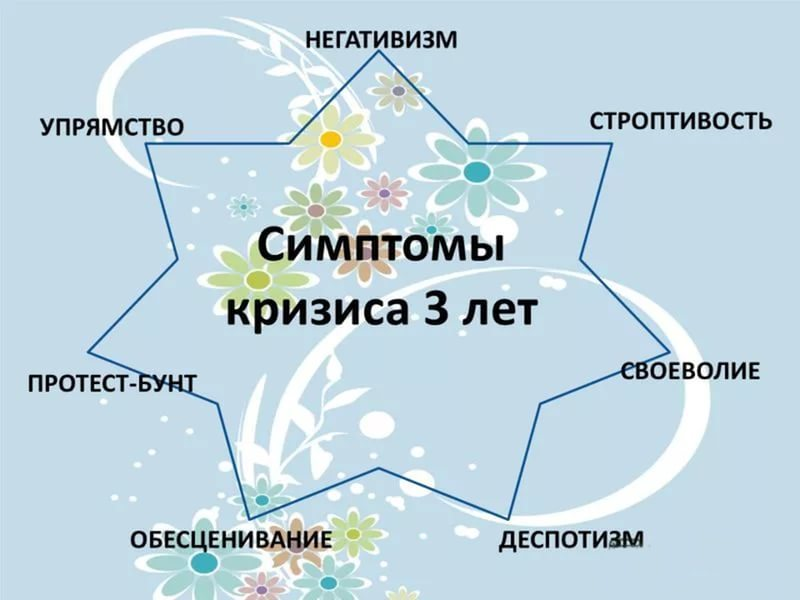 НЕГАТИВИЗМ
УПРЯМСТВО
СТРОПТИВОСТЬ
Симптомы
кризиса 3 лет
ПРОТЕСТ-БУНТ
СВОЕВОЛИЕ
ОБЕСЦЕНИВАНИЕ
ДЕСПОТИЗМ